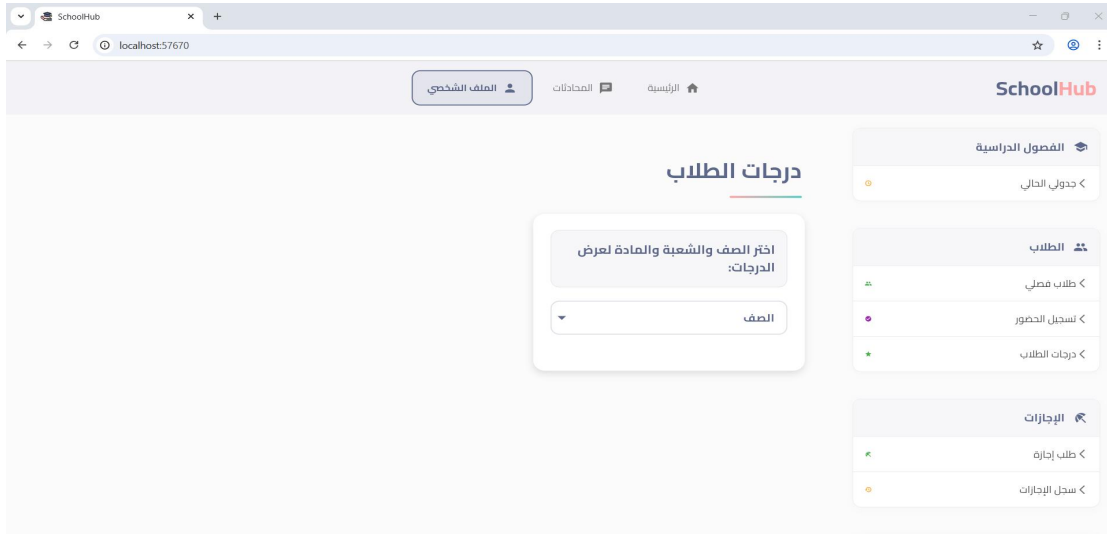 SchoolHub
localhost:57670
SchoolHub
الرئيسية
المحادثات
الملف الشخصي
الفصول الدراسية
جدولي الحالي
الطلاب
طلاب فصلي
تسجيل الحضور
درجات الطلاب
الإجازات
طلب إجازة
سجل الإجازات
درجات الطلاب
اختر الصف والشعبة والمادة لعرض
الدرجات:
الصف